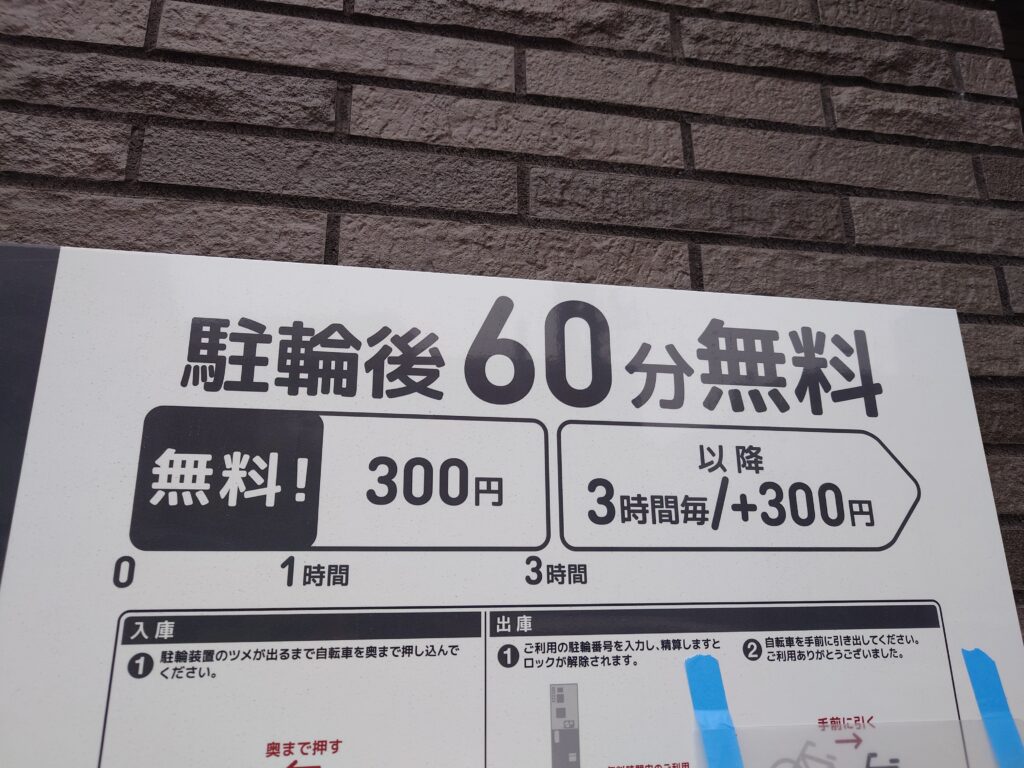 駐輪後60分無料
無料! 300円
以降
3時間毎/+300円
0 1時間 3時間
入庫
1 駐輪装置のツメが出るまで自転車を奥まで押し込んで
ください。
奥まで押す
出庫
1 ご利用の駐輪番号を入力し、精算しますと
ロックが解除されます。
2 自転車を手前に引き出してください。
ご利用ありがとうございました。
手前に引く